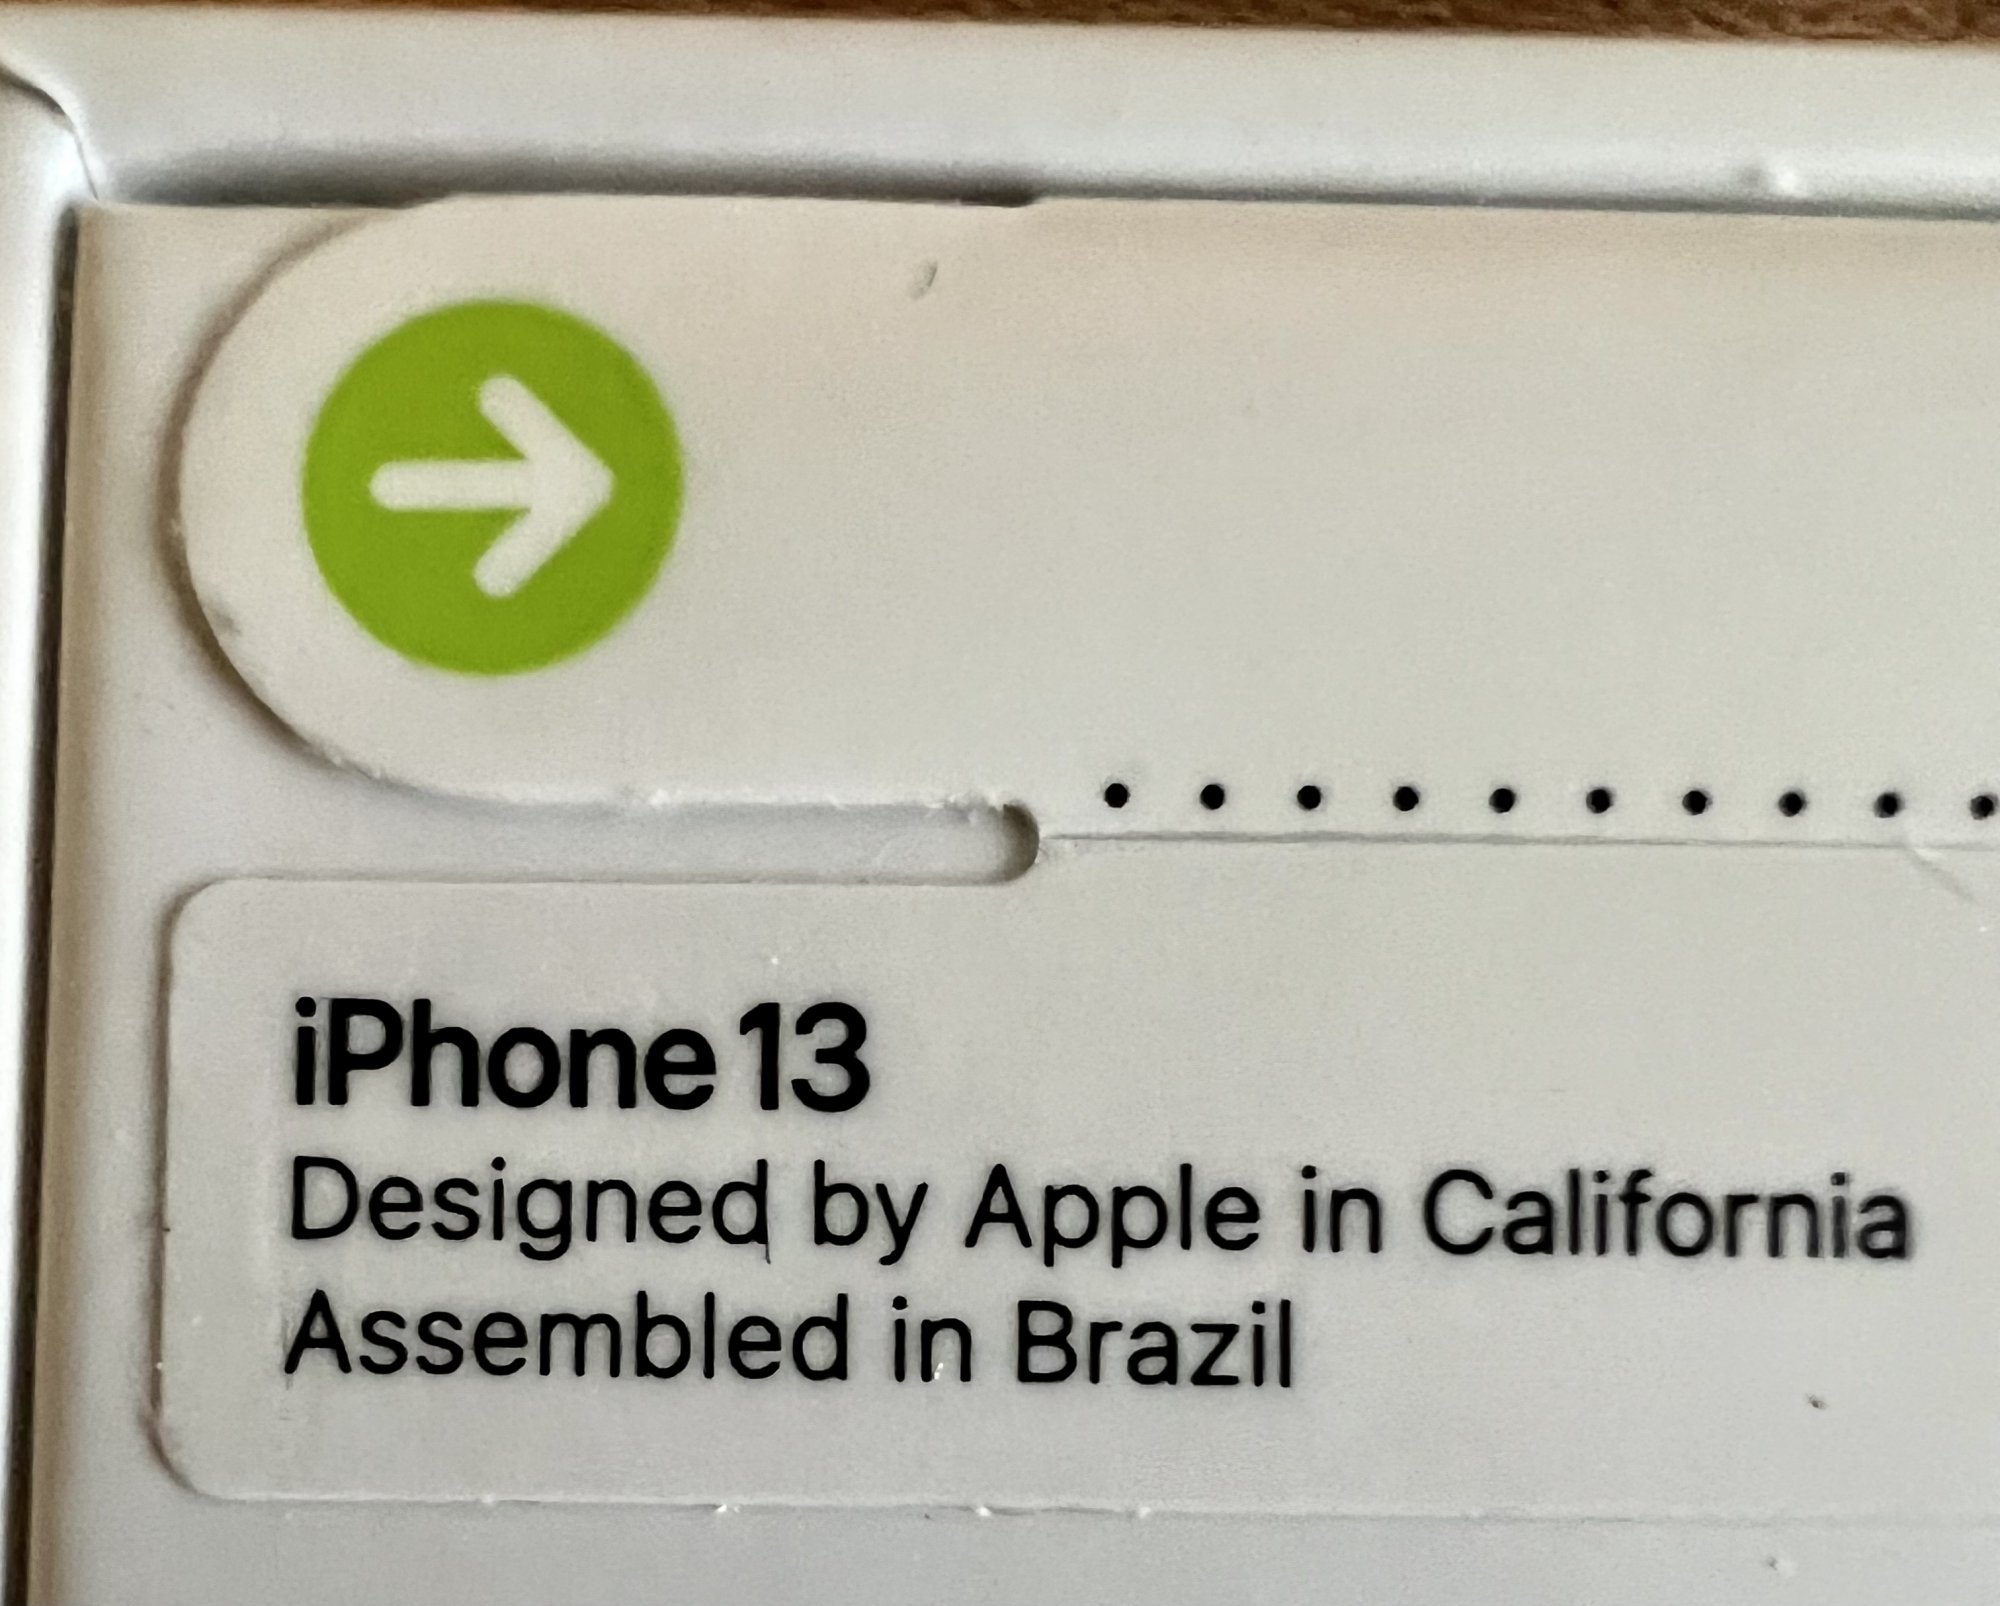 iPhone 13
Designed by Apple in California
Assembled in Brazil